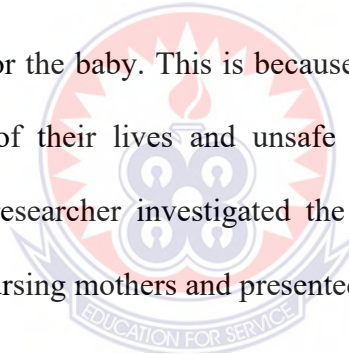 or the baby. This is because
of their lives and unsafe
researcher investigated the
rsing mothers and presented
EDUCATION FOR SERVICE